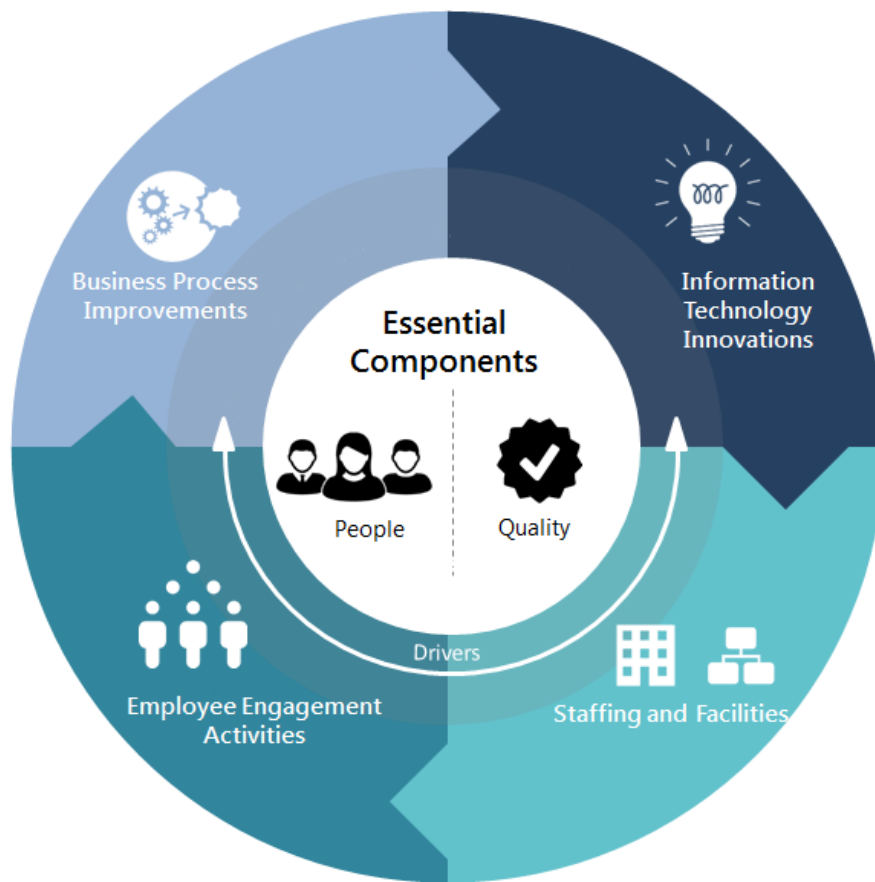 Business Process
Improvements
Information
Technology
Innovations
Essential
Components
People
Quality
Drivers
Employee Engagement
Activities
Staffing and Facilities